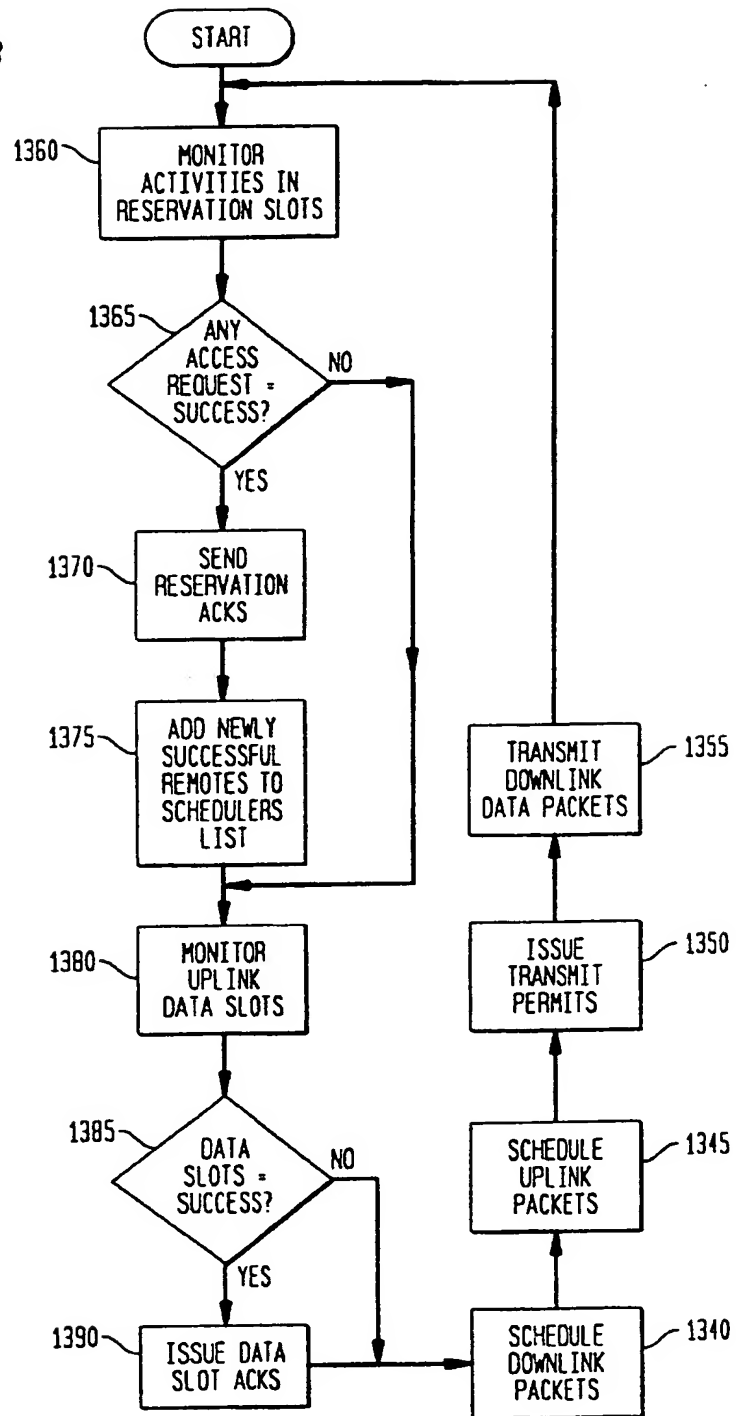 START
1360
MONITOR
ACTIVITIES IN
RESERVATION SLOTS
1365
ANY
ACCESS
REQUEST =
SUCCESS?
NO
YES
1370
SEND
RESERVATION
ACKS
1375
ADD NEWLY
SUCCESSFUL
REMOTES TO
SCHEDULERS
LIST
1380
MONITOR
UPLINK
DATA SLOTS
1385
DATA
SLOTS =
SUCCESS?
NO
YES
1390
ISSUE DATA
SLOT ACKS
1355
TRANSMIT
DOWNLINK
DATA PACKETS
1350
ISSUE
TRANSMIT
PERMITS
1345
SCHEDULE
UPLINK
PACKETS
1340
SCHEDULE
DOWNLINK
PACKETS